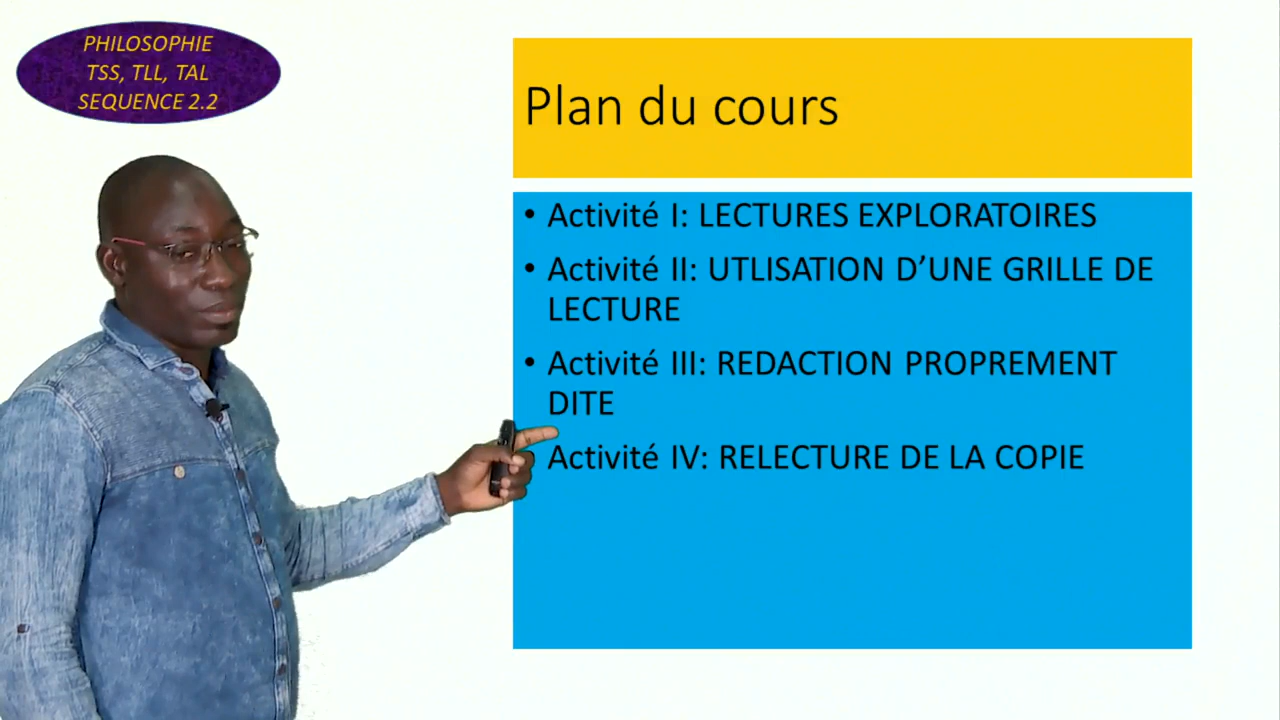 PHILOSOPHIE
TSS, TLL, TAL
SEQUENCE 2.2
Plan du cours
• Activité I: LECTURES EXPLORATOIRES
• Activité II: UTLISATION D’UNE GRILLE DE
LECTURE
• Activité III: REDACTION PROPREMENT
DITE
Activité IV: RELECTURE DE LA COPIE